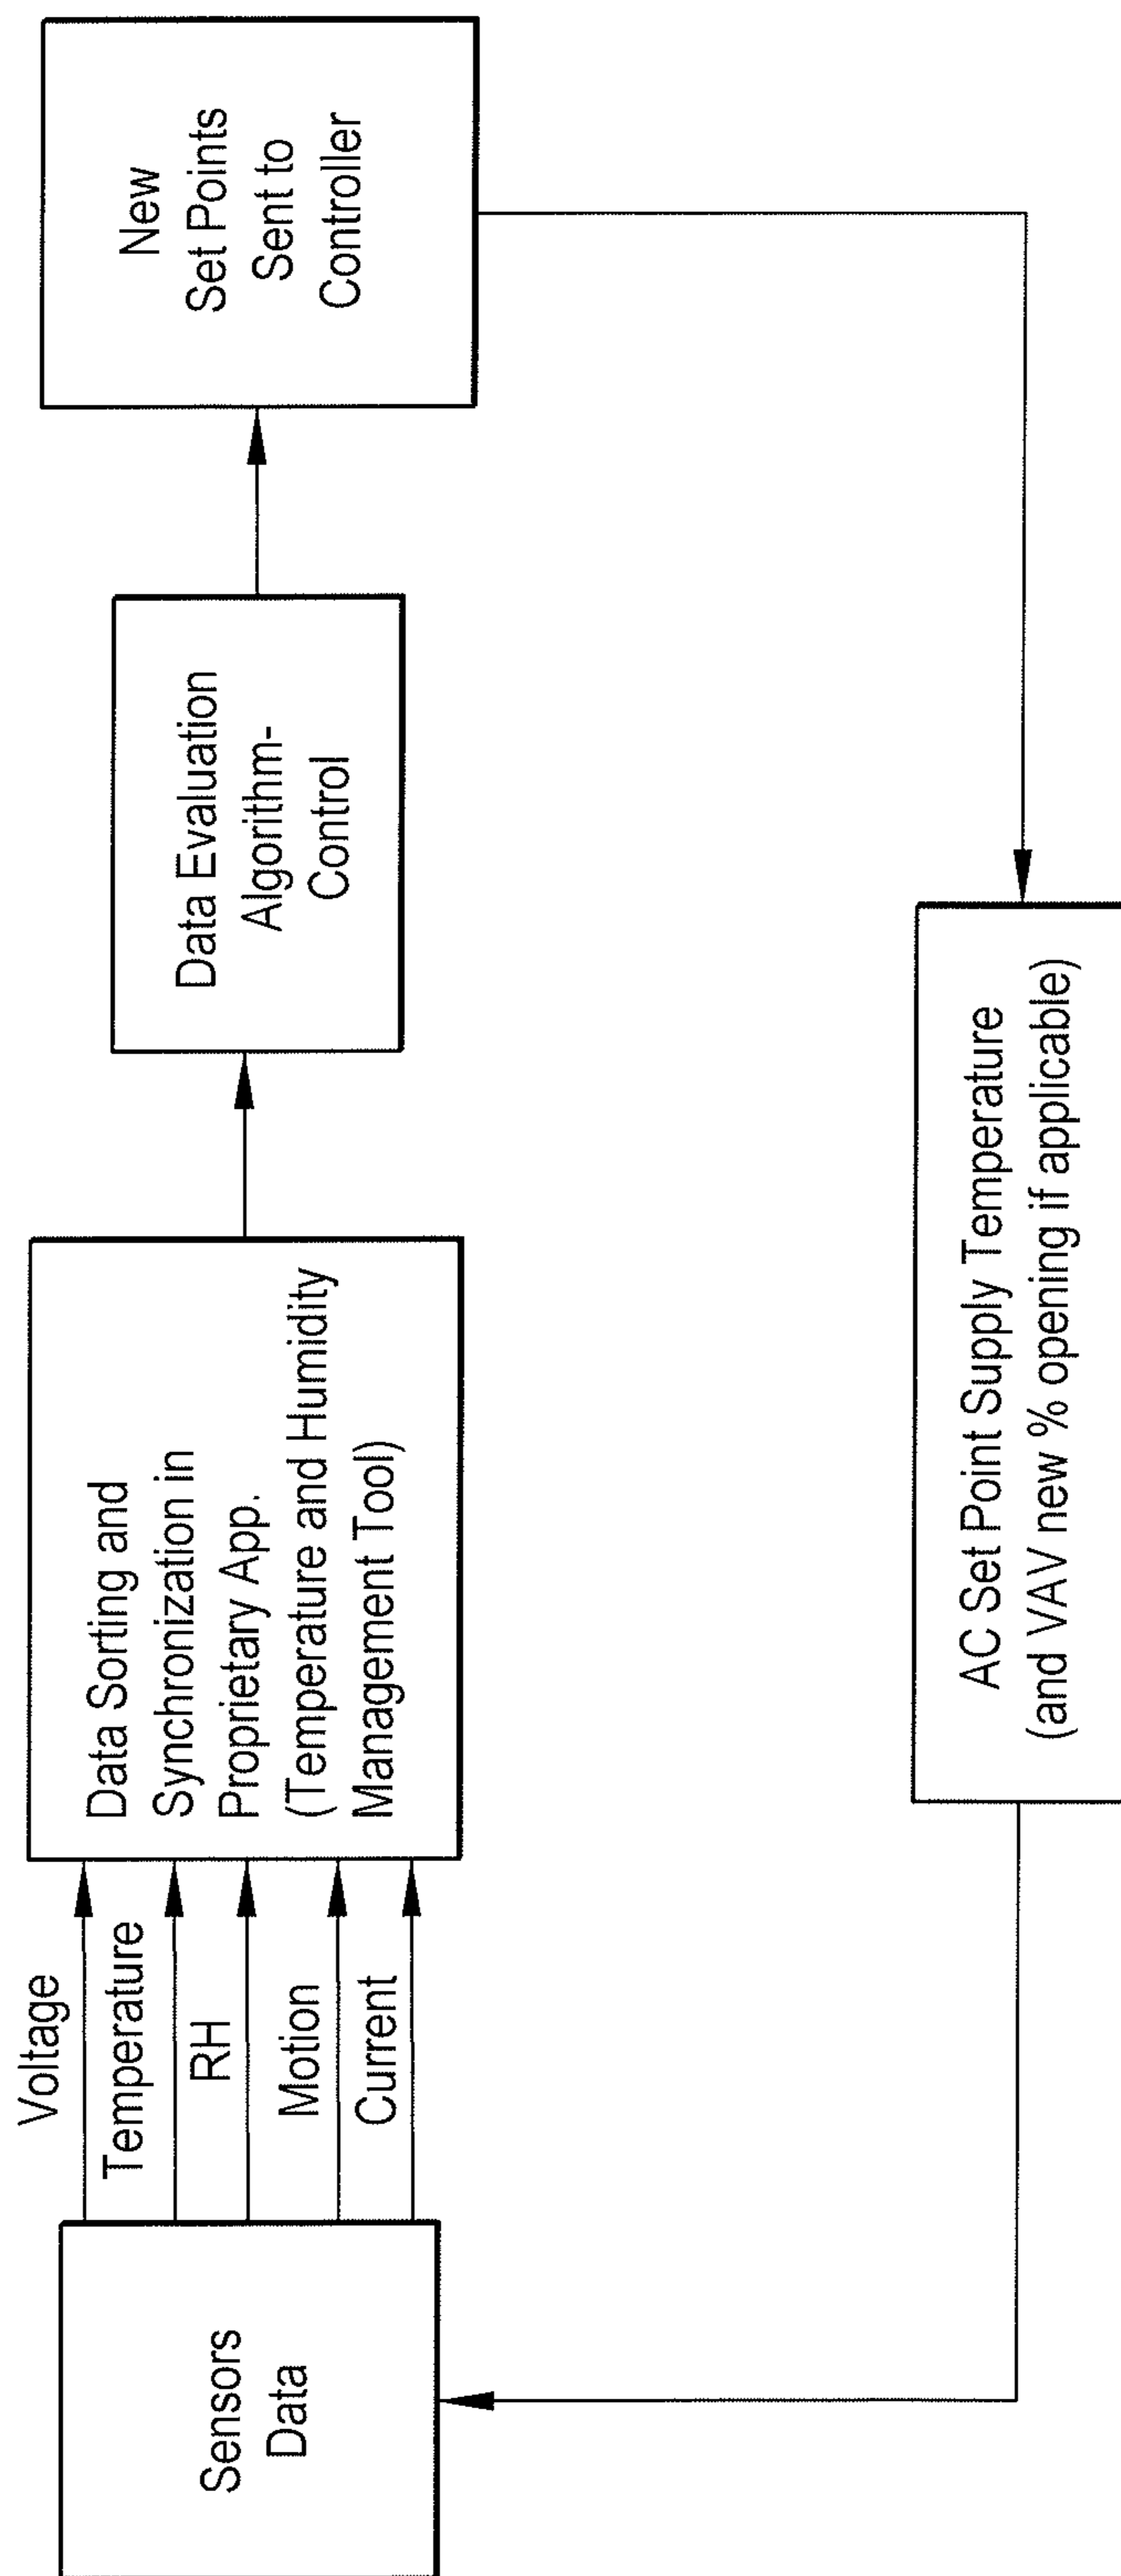 Sensors
Data
Voltage
Temperature
RH
Motion
Current
Data Sorting and
Synchronization in
Proprietary App.
(Temperature and Humidity
Management Tool)
Data Evaluation
Algorithm-
Control
New
Set Points
Sent to
Controller
AC Set Point Supply Temperature
(and VAV new % opening if applicable)